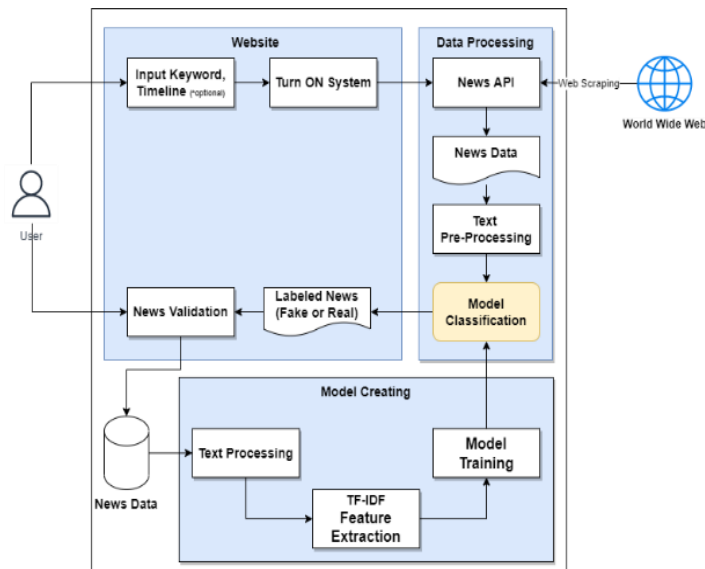 Website
Data Processing
Input Keyword,
Timeline (*optional)
Turn ON System
News API
Web Scraping
World Wide Web
News Data
User
Text
Pre-Processing
News Validation
Labeled News
(Fake or Real)
Model
Classification
Model Creating
Text Processing
Model
Training
News Data
TF-IDF
Feature
Extraction